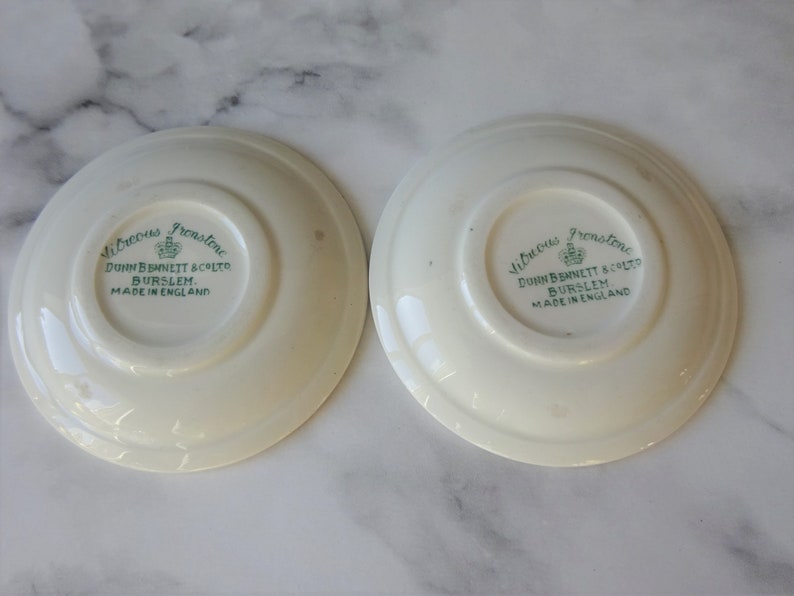 Vitreous Ironstone
DUNN BENNETT & CO LTD
BURSLEM.
MADE IN ENGLAND
Vitreous Ironstone
DUNN BENNETT & CO LTD
BURSLEM.
MADE IN ENGLAND